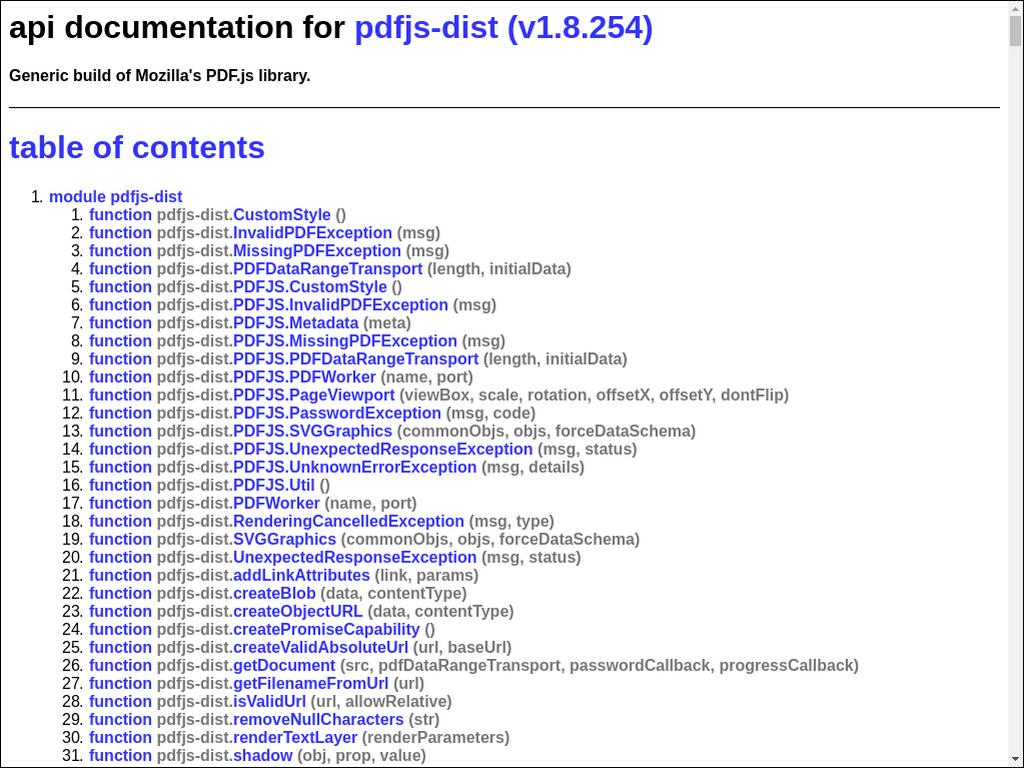 api documentation for pdfjs-dist (v1.8.254)
Generic build of Mozilla's PDF.js library.
table of contents
1. module pdfjs-dist
1. function pdfjs-dist.CustomStyle ()
2. function pdfjs-dist.InvalidPDFException (msg)
3. function pdfjs-dist.MissingPDFException (msg)
4. function pdfjs-dist.PDFDataRangeTransport (length, initialData)
5. function pdfjs-dist.PDFJS.CustomStyle ()
6. function pdfjs-dist.PDFJS.InvalidPDFException (msg)
7. function pdfjs-dist.PDFJS.Metadata (meta)
8. function pdfjs-dist.PDFJS.MissingPDFException (msg)
9. function pdfjs-dist.PDFJS.PDFDataRangeTransport (length, initialData)
10. function pdfjs-dist.PDFJS.PDFWorker (name, port)
11. function pdfjs-dist.PDFJS.PageViewport (viewBox, scale, rotation, offsetX, offsetY, dontFlip)
12. function pdfjs-dist.PDFJS.PasswordException (msg, code)
13. function pdfjs-dist.PDFJS.SVGGraphics (commonObjs, objs, forceDataSchema)
14. function pdfjs-dist.PDFJS.UnexpectedResponseException (msg, status)
15. function pdfjs-dist.PDFJS.UnknownErrorException (msg, details)
16. function pdfjs-dist.PDFJS.Util ()
17. function pdfjs-dist.PDFWorker (name, port)
18. function pdfjs-dist.RenderingCancelledException (msg, type)
19. function pdfjs-dist.SVGGraphics (commonObjs, objs, forceDataSchema)
20. function pdfjs-dist.UnexpectedResponseException (msg, status)
21. function pdfjs-dist.addLinkAttributes (link, params)
22. function pdfjs-dist.createBlob (data, contentType)
23. function pdfjs-dist.createObjectURL (data, contentType)
24. function pdfjs-dist.createPromiseCapability ()
25. function pdfjs-dist.createValidAbsoluteUrl (url, baseUrl)
26. function pdfjs-dist.getDocument (src, pdfDataRangeTransport, passwordCallback, progressCallback)
27. function pdfjs-dist.getFilenameFromUrl (url)
28. function pdfjs-dist.isValidUrl (url, allowRelative)
29. function pdfjs-dist.removeNullCharacters (str)
30. function pdfjs-dist.renderTextLayer (renderParameters)
31. function pdfjs-dist.shadow (obj, prop, value)